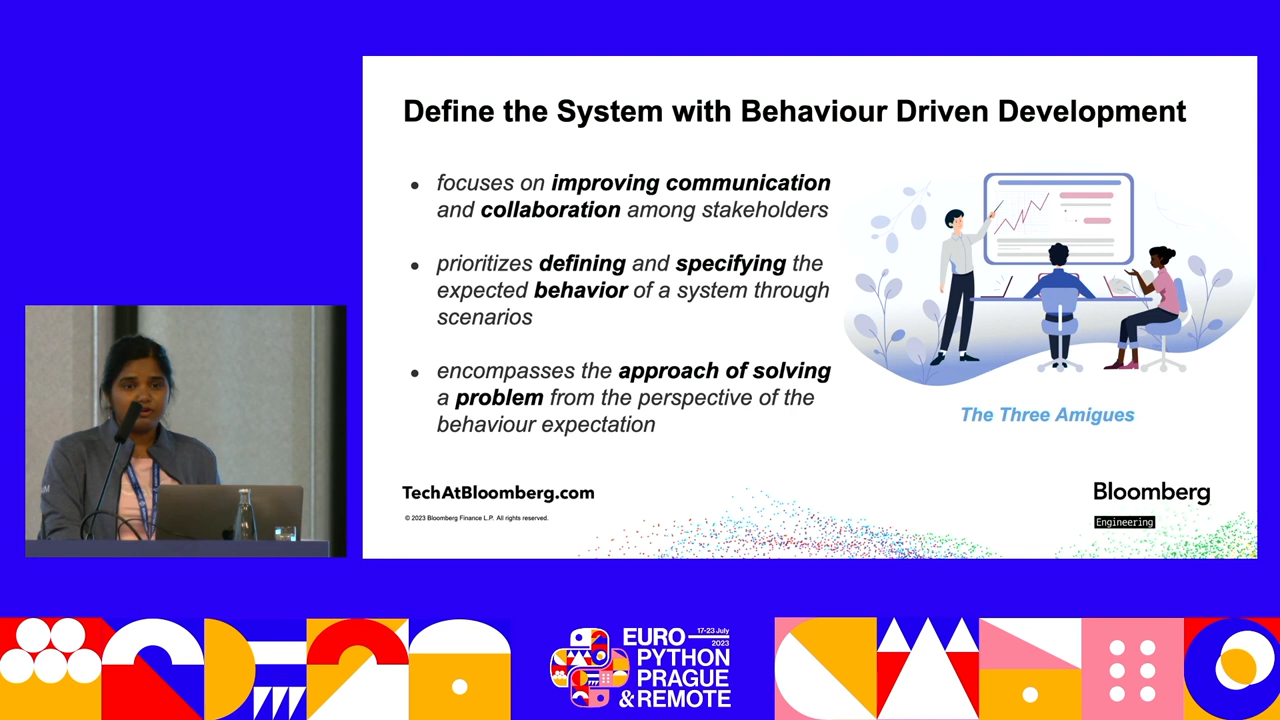 Define the System with Behaviour Driven Development
● focuses on improving communication
and collaboration among stakeholders
● prioritizes defining and specifying the
expected behavior of a system through
scenarios
● encompasses the approach of solving
a problem from the perspective of the
behaviour expectation
The Three Amigues
TechAtBloomberg.com
© 2023 Bloomberg Finance L.P. All rights reserved.
Bloomberg
Engineering
EURO
17-23 July
2023
PYTHON
PRAGUE
& REMOTE